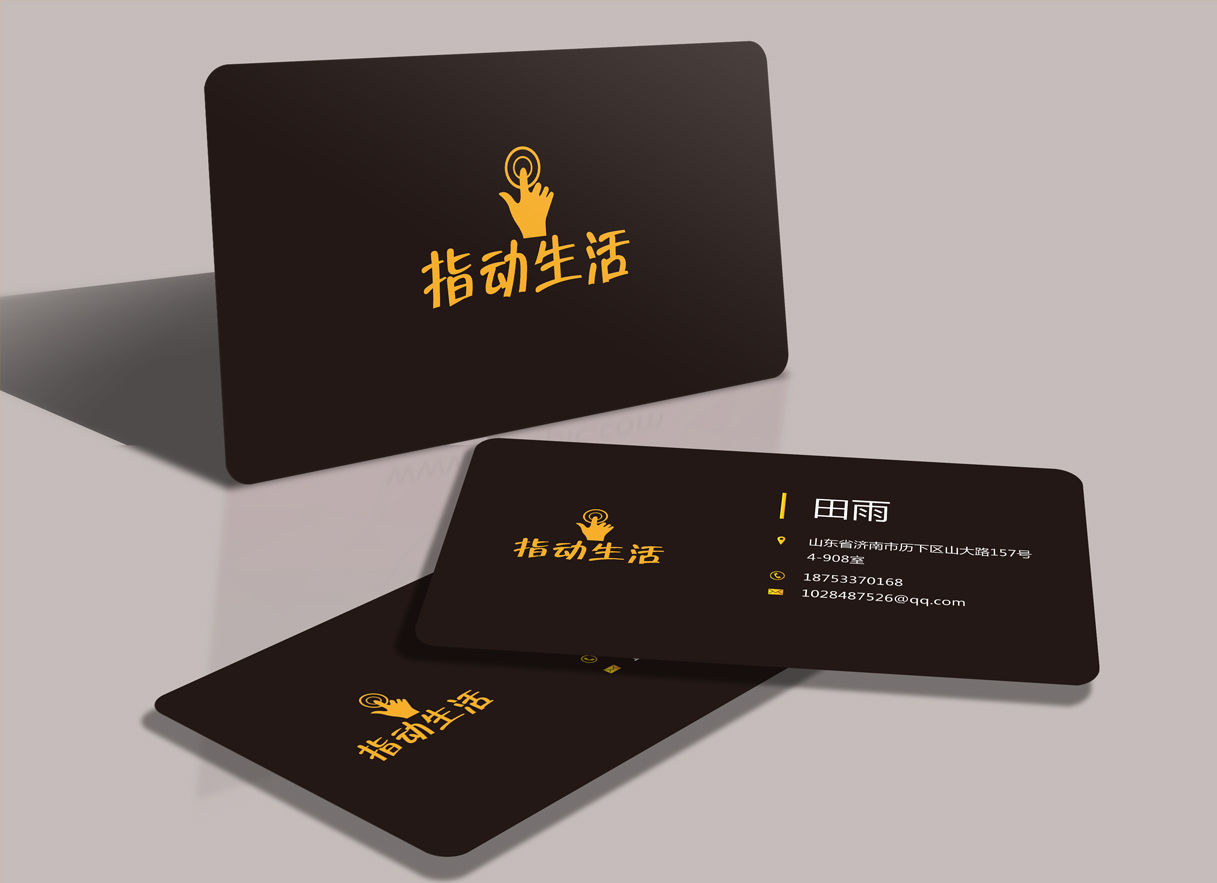 指动生活
指动生活
田雨
山东省济南市历下区山大路157号
4-908室
18753370168
1028487526@qq.com
指动生活